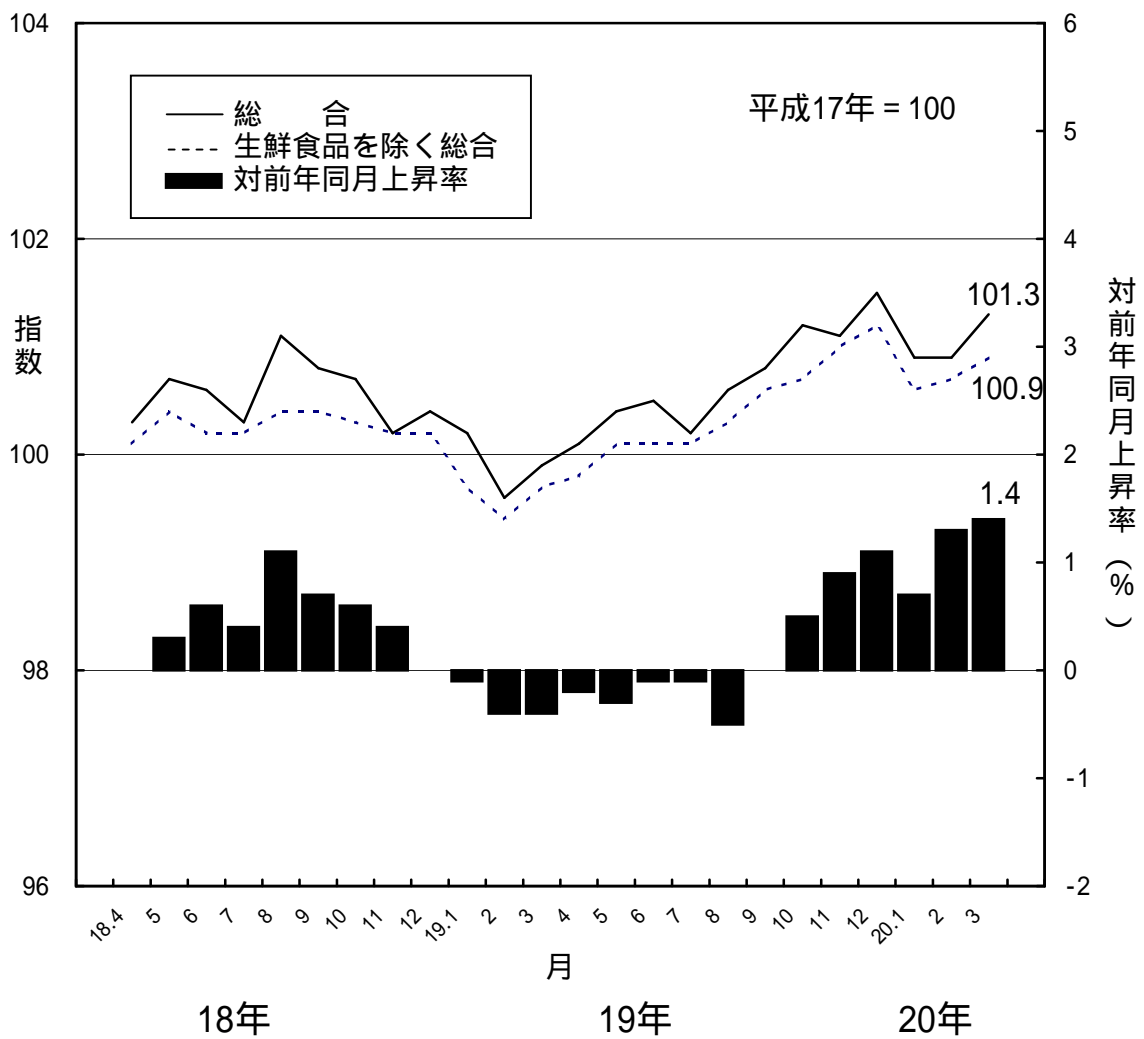 104
102
100
98
96
指数
総　　合
生鮮食品を除く総合
対前年同月上昇率
平成17年 = 100
101.3
100.9
1.4
6
5
4
3
2
1
0
-1
-2
対前年同月上昇率（%）
18.4 5 6 7 8 9 10 11 12 19.1 2 3 4 5 6 7 8 9 10 11 12 20.1 2 3
月
18年 19年 20年